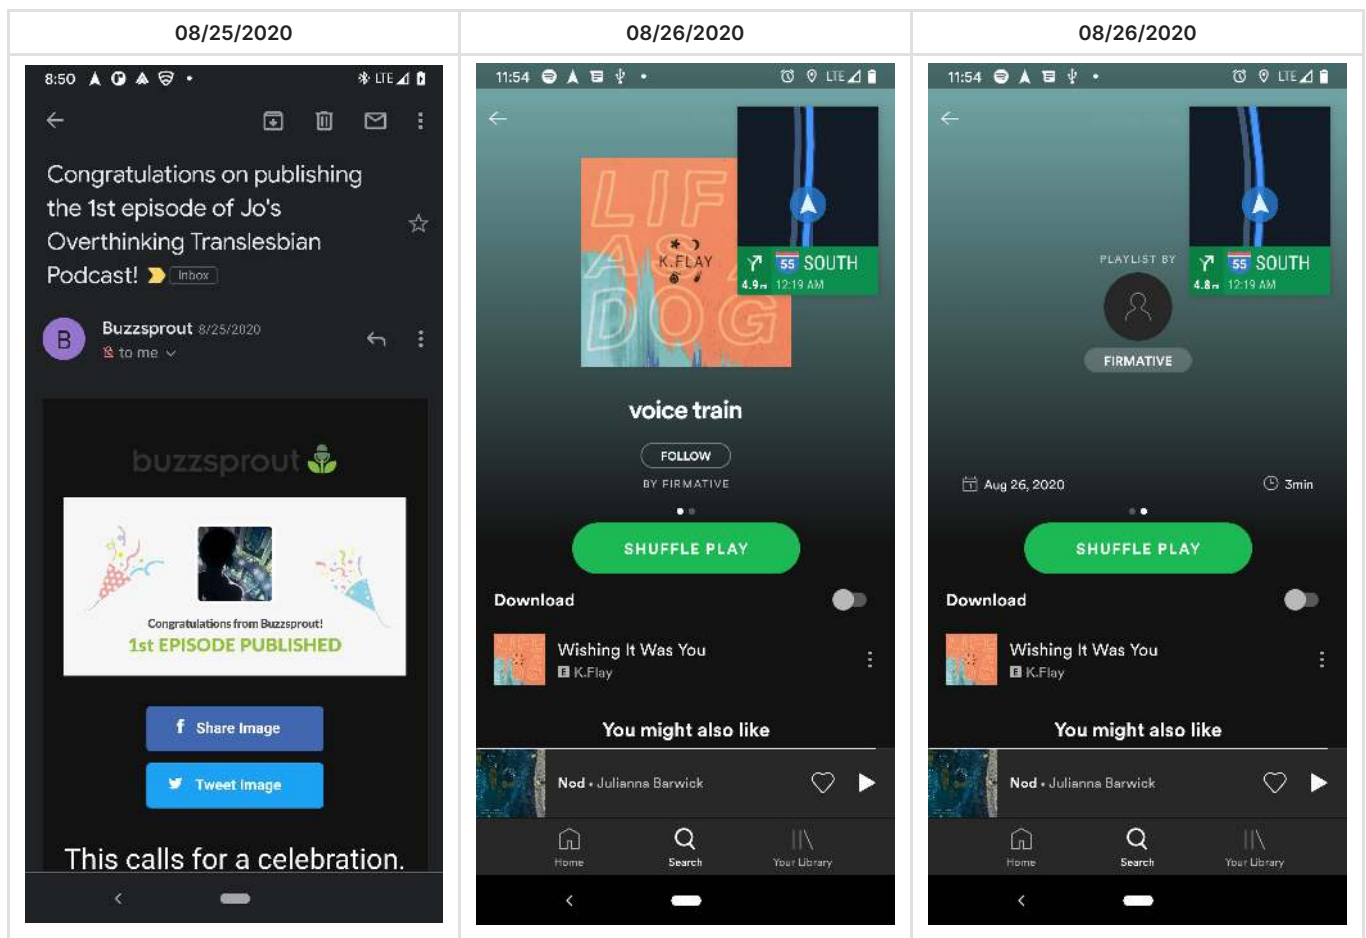 08/25/2020
08/26/2020
08/26/2020
8:50
LTE
Congratulations on publishing
the 1st episode of Jo's
Overthinking Translesbian
Podcast!
Inbox
B
Buzzsprout 8/25/2020
to me
buzzsprout
Congratulations from Buzzsprout!
1st EPISODE PUBLISHED
f Share Image
Tweet Image
This calls for a celebration.
11:54
LTE
LIF
AS A
DOG
K.FLAY
55 SOUTH
12:19 AM
voice train
FOLLOW
BY FIRMATIVE
SHUFFLE PLAY
Download
Wishing It Was You
E K.Flay
You might also like
Nod • Julianna Barwick
Home
Search
Your Library
11:54
LTE
55 SOUTH
12:19 AM
PLAYLIST BY
FIRMATIVE
Aug 26, 2020
3min
SHUFFLE PLAY
Download
Wishing It Was You
E K.Flay
You might also like
Nod • Julianna Barwick
Home
Search
Your Library